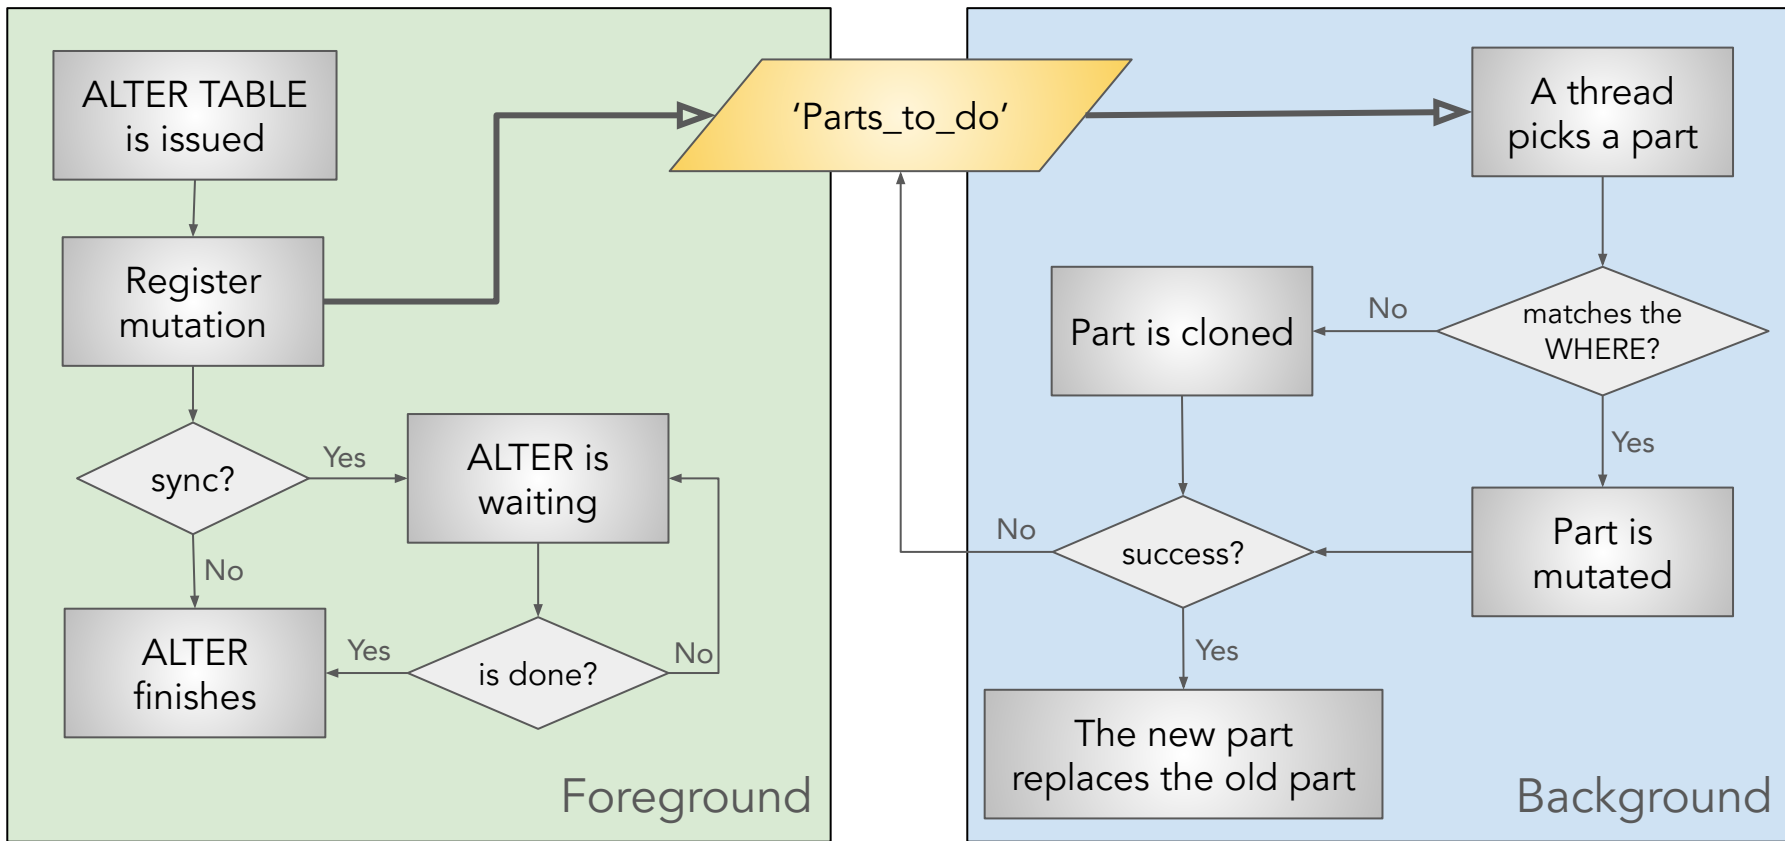 ALTER TABLE
is issued
Register
mutation
sync?
Yes
No
ALTER is
waiting
is done?
Yes
No
ALTER
finishes
Foreground
‘Parts_to_do’
A thread
picks a part
matches the
WHERE?
No
Yes
Part is cloned
Part is
mutated
success?
No
Yes
The new part
replaces the old part
Background